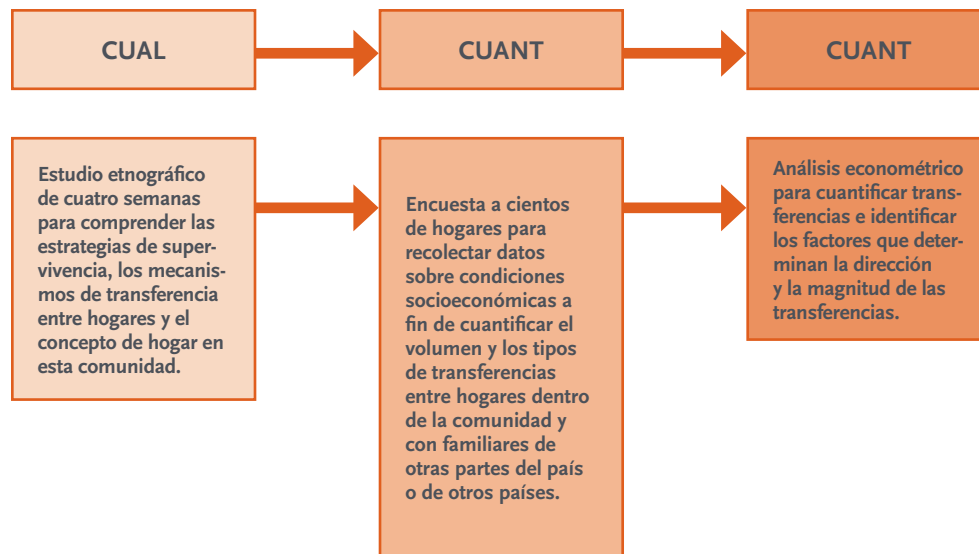 CUAL
CUANT
CUANT
Estudio etnográfico
de cuatro semanas
para comprender las
estrategias de super-
vivencia, los mecanis-
mos de transferencia
entre hogares y el
concepto de hogar en
esta comunidad.
Encuesta a cientos
de hogares para
recolectar datos
sobre condiciones
socioeconómicas a
fin de cuantificar el
volumen y los tipos
de transferencias
entre hogares dentro
de la comunidad y
con familiares de
otras partes del país
o de otros países.
Análisis econométrico
para cuantificar trans-
ferencias e identificar
los factores que deter-
minan la dirección
y la magnitud de las
transferencias.